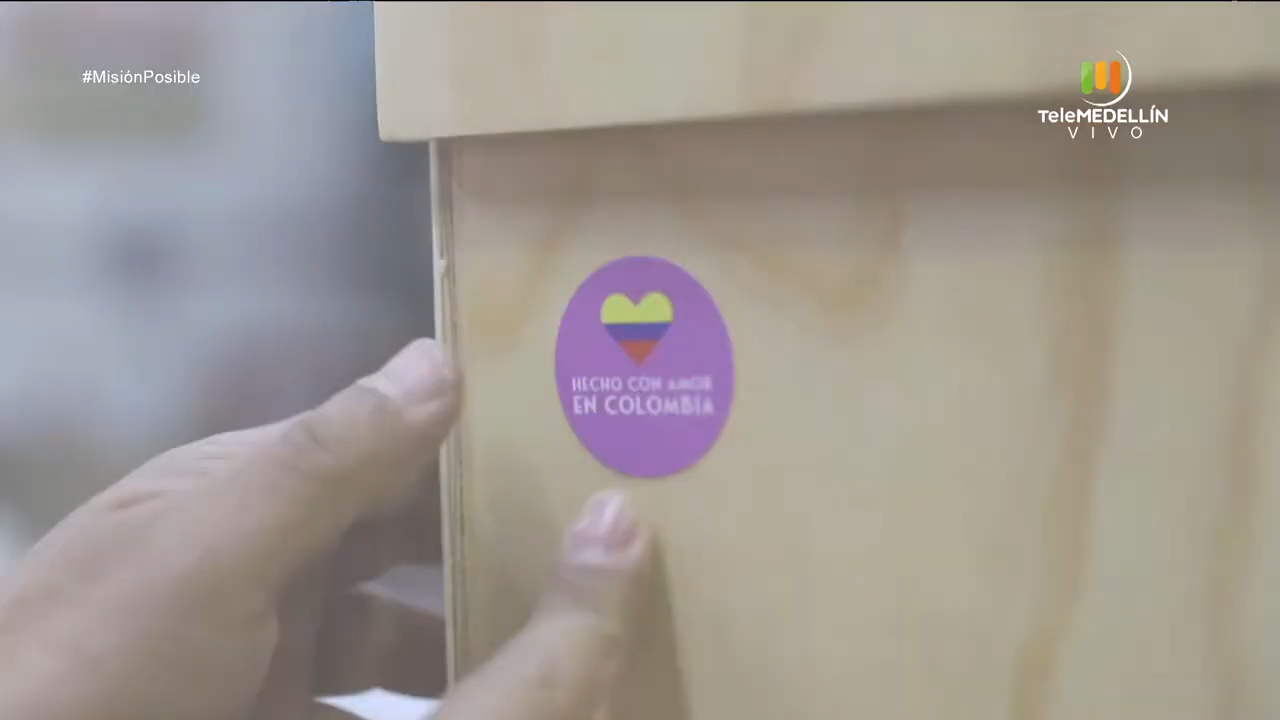 #MisiónPosible
TeleMEDELLÍN
VIVO
HECHO CON AMOR
EN COLOMBIA